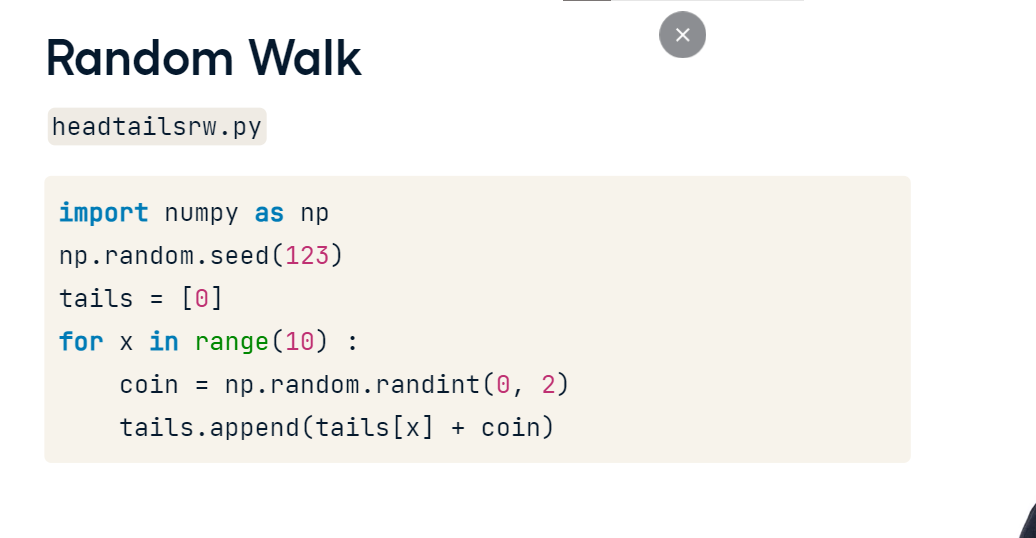 Random Walk
headtailsrw.py
import numpy as np
np.random.seed(123)
tails = [0]
for x in range(10) :
    coin = np.random.randint(0, 2)
    tails.append(tails[x] + coin)